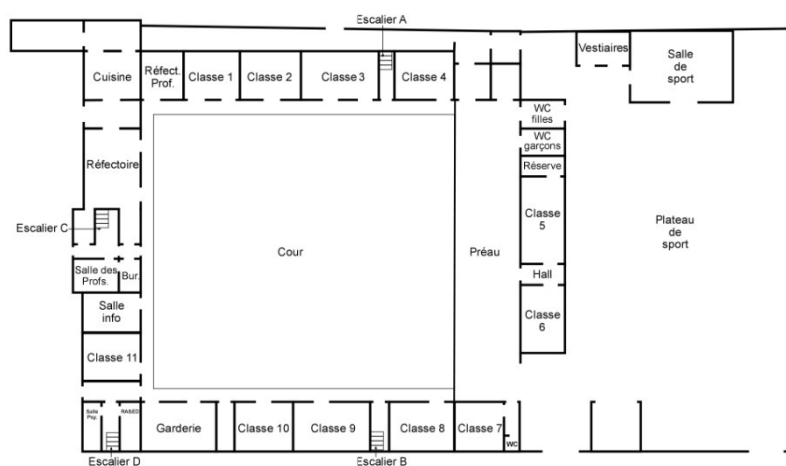 Escalier A
Cuisine
Réfect.
Prof.
Classe 1
Classe 2
Classe 3
Classe 4
Vestiaires
Salle
de
sport
WC
filles
WC
garçons
Réserve
Réfectoire
Escalier C
Classe
5
Plateau
de
sport
Cour
Préau
Salle des
Profs.
Bur.
Hall
Salle
info
Classe
6
Classe 11
Salle
Psy.
RASED
Garderie
Classe 10
Classe 9
Classe 8
Classe 7
WC
Escalier D
Escalier B